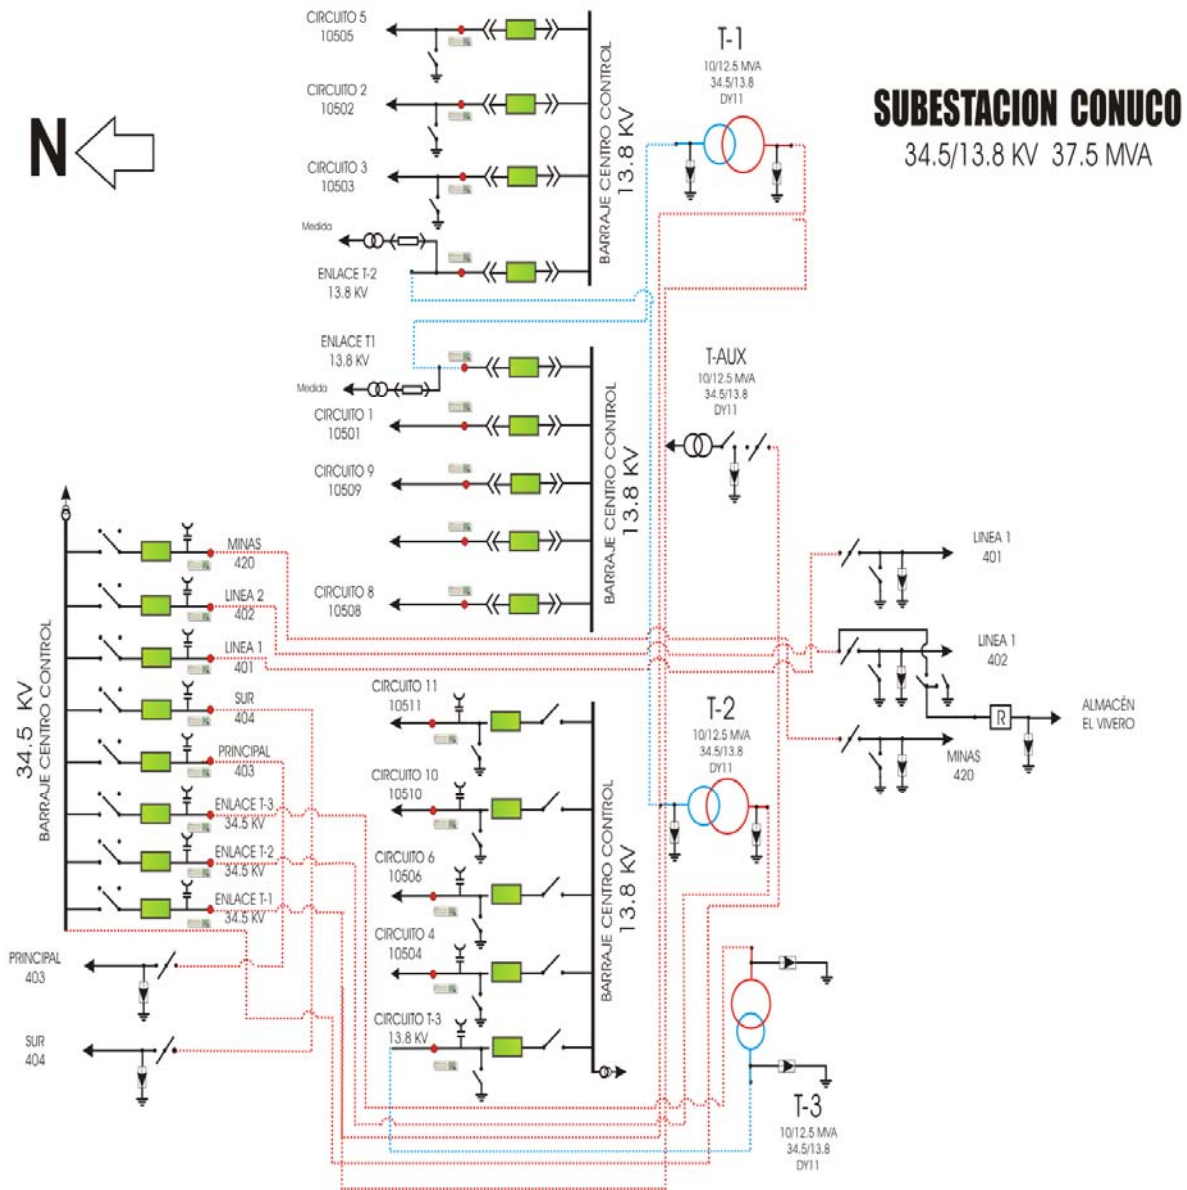 SUBESTACION CONUCO
34.5/13.8 KV 37.5 MVA
N
CIRCUITO 5
10505
CIRCUITO 2
10502
CIRCUITO 3
10503
Medida
ENLACE T-2
13.8 KV
BARRAJE CENTRO CONTROL
13.8 KV
T-1
10/12.5 MVA
34.5/13.8
DY11
ENLACE T1
13.8 KV
Medida
CIRCUITO 1
10501
CIRCUITO 9
10509
CIRCUITO 8
10508
BARRAJE CENTRO CONTROL
13.8 KV
T-AUX
10/12.5 MVA
34.5/13.8
DY11
34.5 KV
BARRAJE CENTRO CONTROL
MINAS
420
LINEA 2
402
LINEA 1
401
SUR
404
PRINCIPAL
403
ENLACE T-3
34.5 KV
ENLACE T-2
34.5 KV
ENLACE T-1
34.5 KV
PRINCIPAL
403
SUR
404
CIRCUITO 11
10511
CIRCUITO 10
10510
CIRCUITO 6
10506
CIRCUITO 4
10504
CIRCUITO T-3
13.8 KV
BARRAJE CENTRO CONTROL
13.8 KV
T-2
10/12.5 MVA
34.5/13.8
DY11
LINEA 1
401
LINEA 1
402
R
ALMACÉN
EL VIVERO
MINAS
420
T-3
10/12.5 MVA
34.5/13.8
DY11